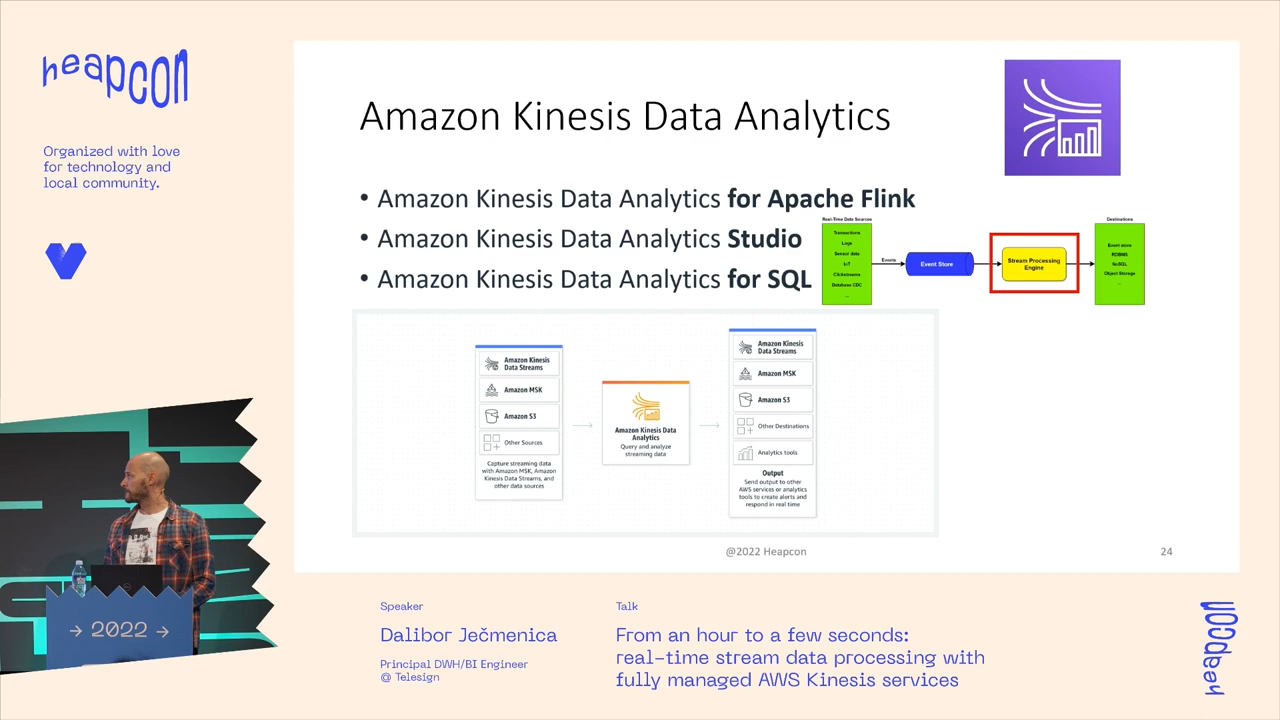 heapcon
Organized with love
for technology and
local community.
Amazon Kinesis Data Analytics
• Amazon Kinesis Data Analytics for Apache Flink
• Amazon Kinesis Data Analytics Studio
• Amazon Kinesis Data Analytics for SQL
Real-Time Data Sources
Transactions
Logs
Sensor data
IoT
Clickstreams
Database CDC
...
Events
Event Store
Stream Processing
Engine
Destinations
Event store
RDBMS
NoSQL
Object Storage
...
Amazon Kinesis
Data Streams
Amazon MSK
Amazon S3
Other Sources
Capture streaming data
with Amazon MSK, Amazon
Kinesis Data Streams, and
other data sources
Amazon Kinesis Data
Analytics
Query and analyze
streaming data
Amazon Kinesis
Data Streams
Amazon MSK
Amazon S3
Other Destinations
Analytics tools
Output
Send output to other
AWS services or analytics
tools to create alerts and
respond in real time
@2022 Heapcon
24
→ 2022 →
Speaker
Dalibor Ječmenica
Principal DWH/BI Engineer
@ Telesign
Talk
From an hour to a few seconds:
real-time stream data processing with
fully managed AWS Kinesis services
heapcon